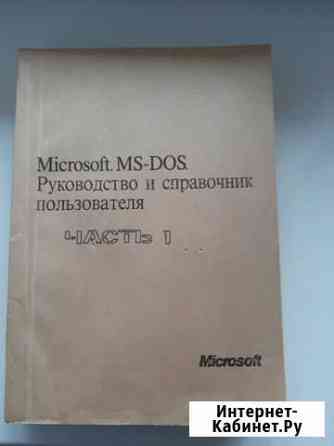 Microsoft. MS-DOS.
Руководство и справочник
пользователя
ЧАСТЬ 1
Microsoft
Интернет-
Кабинет.Ру